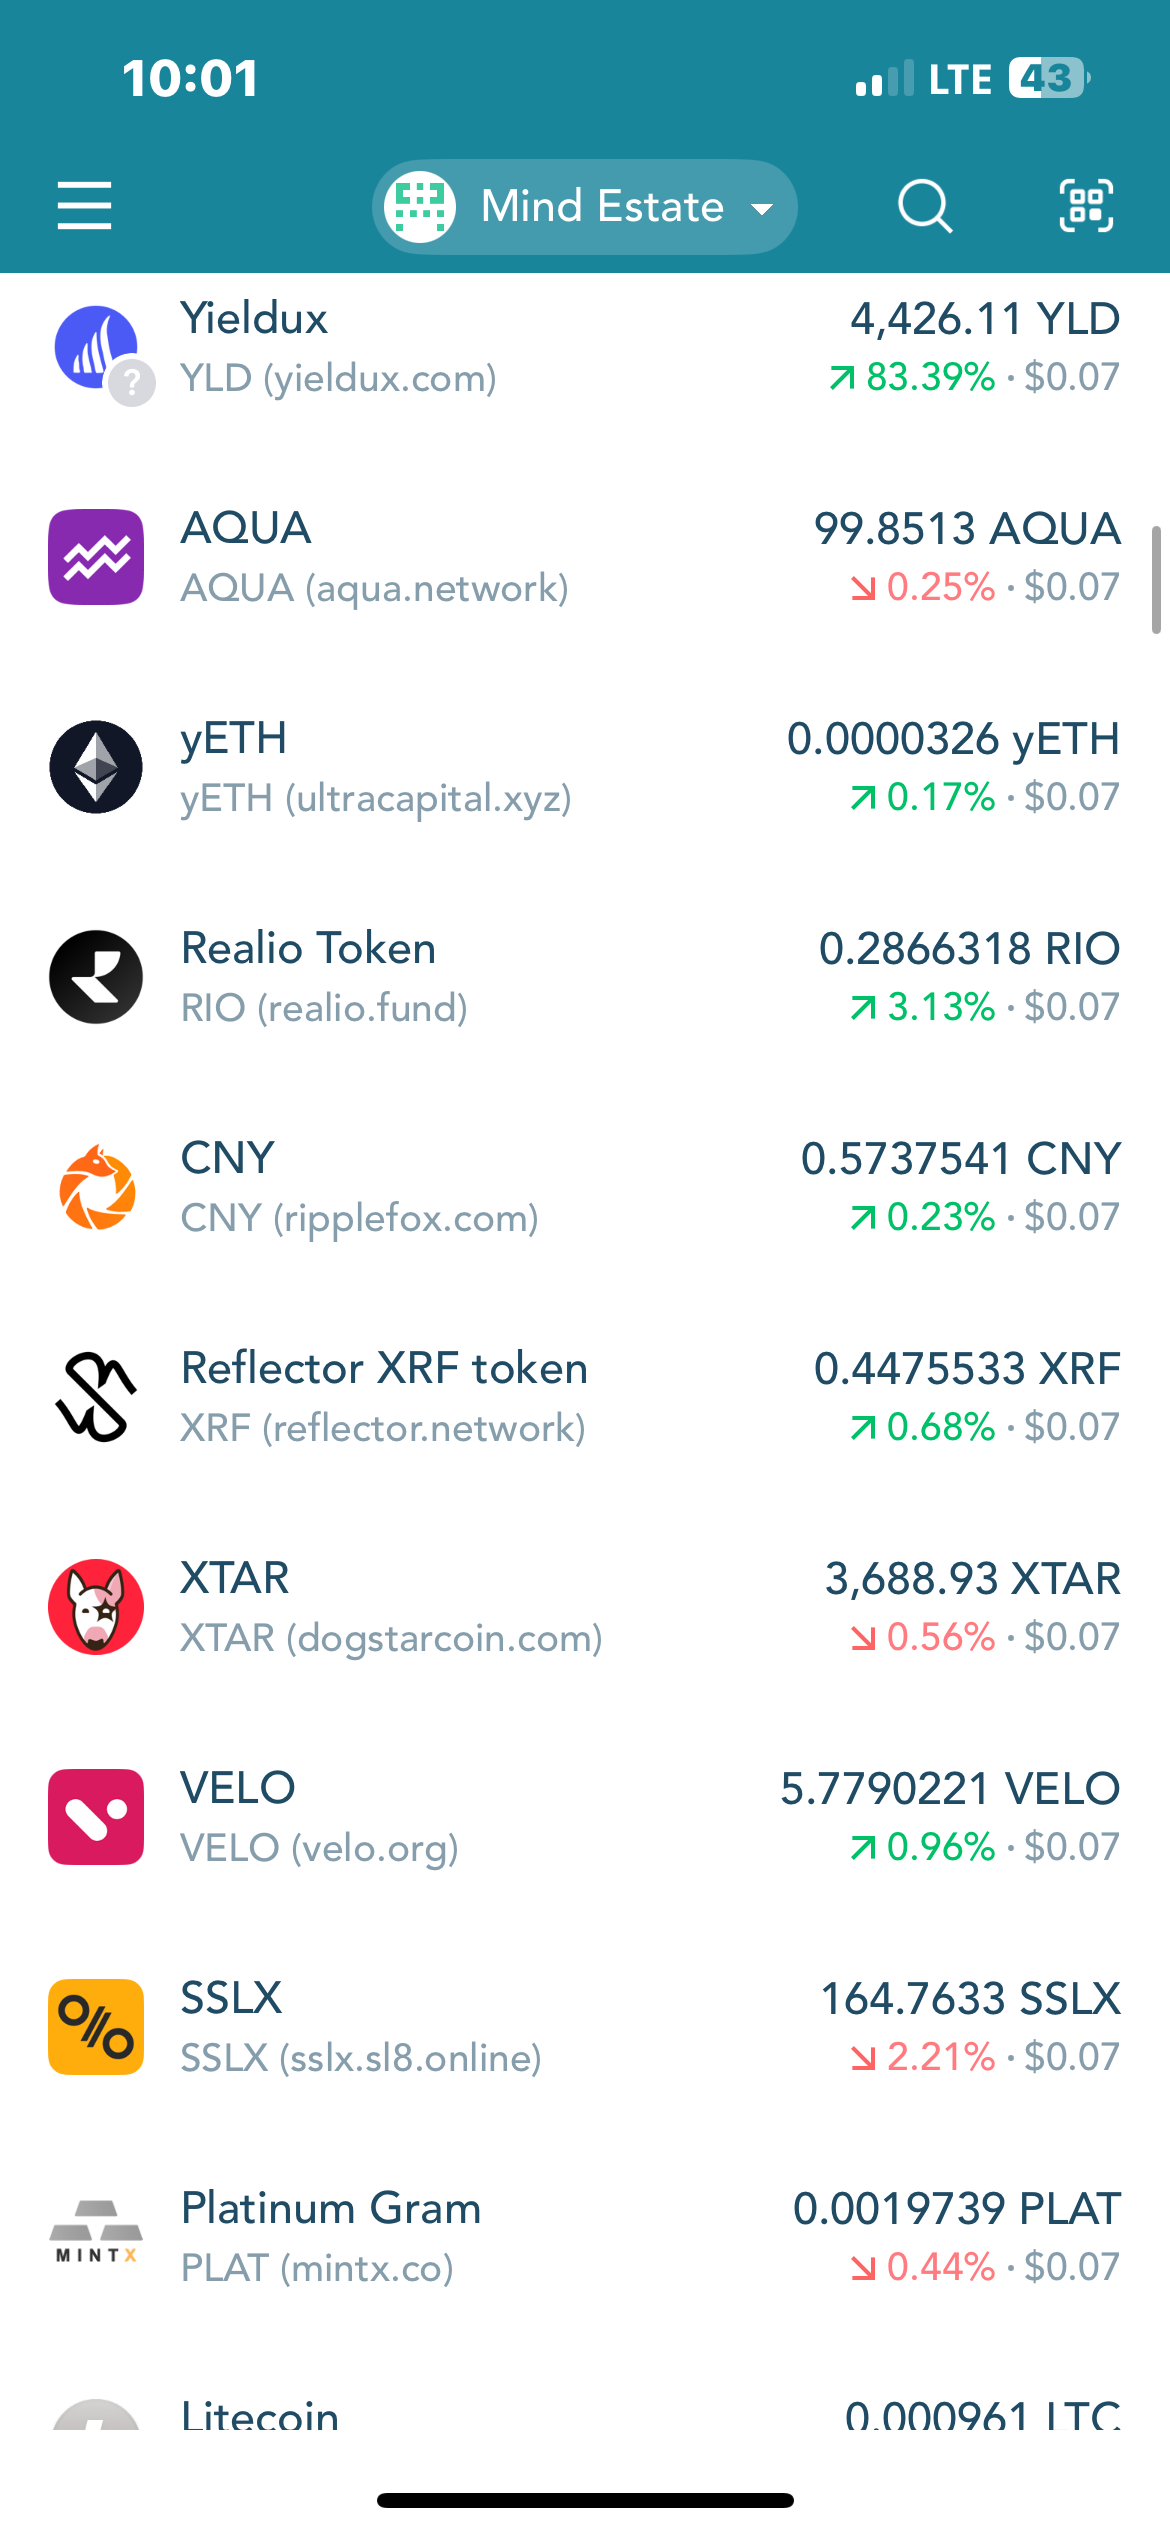 10:01
LTE 43
Mind Estate
Yieldux
4,426.11 YLD
?
YLD (yieldux.com)
83.39% · $0.07
AQUA
99.8513 AQUA
AQUA (aqua.network)
0.25% · $0.07
yETH
0.0000326 yETH
yETH (ultracapital.xyz)
0.17% · $0.07
Realio Token
0.2866318 RIO
RIO (realio.fund)
3.13% · $0.07
CNY
0.5737541 CNY
CNY (ripplefox.com)
0.23% · $0.07
Reflector XRF token
0.4475533 XRF
XRF (reflector.network)
0.68% · $0.07
XTAR
3,688.93 XTAR
XTAR (dogstarcoin.com)
0.56% · $0.07
VELO
5.7790221 VELO
VELO (velo.org)
0.96% · $0.07
SSLX
164.7633 SSLX
SSLX (sslx.sl8.online)
2.21% · $0.07
Platinum Gram
0.0019739 PLAT
MINTX
PLAT (mintx.co)
0.44% · $0.07
Litecoin
0.000961 LTC